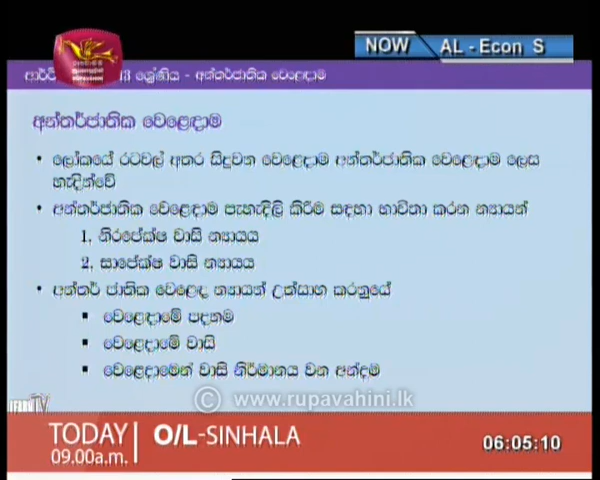 NOW AL - Econ S
13 ශ්‍රේණිය - අන්තර්ජාතික වෙළෙඳාම
අන්තර්ජාතික වෙළෙඳාම
• ලෝකයේ රටවල් අතර සිදුවන වෙළෙඳාම අන්තර්ජාතික වෙළෙඳාම ලෙස
හැඳින්වේ
• අන්තර්ජාතික වෙළෙඳාම පැහැදිලි කිරීම සඳහා භාවිතා කරන න්‍යායන්
1. නිරපේක්ෂ වාසි න්‍යායය
2. සාපේක්ෂ වාසි න්‍යායය
• අන්තර් ජාතික වෙළෙඳ න්‍යායන් උත්සාහ කරනුයේ
▪ වෙළෙඳාමේ පදනම
▪ වෙළෙඳාමේ වාසි
▪ වෙළෙඳාමෙන් වාසි නිර්මානය වන අන්දම
© www.rupavahini.lk
TODAY O/L-SINHALA
09.00a.m. 06:05:10